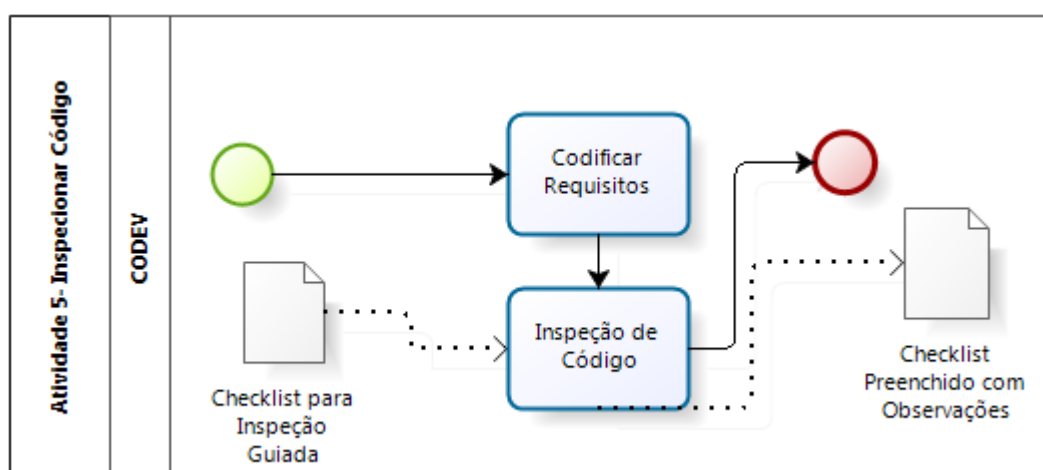 Atividade 5- Inspecionar Código
CODEV
Codificar
Requisitos
Inspeção de
Código
Checklist para
Inspeção
Guiada
Checklist
Preenchido com
Observações